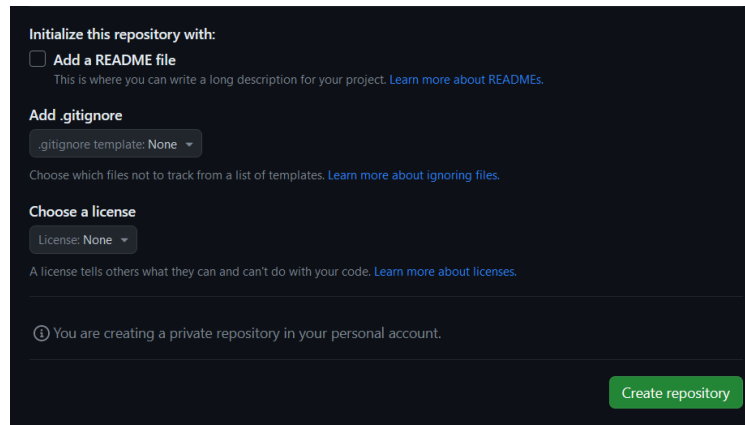 Initialize this repository with:
Add a README file
This is where you can write a long description for your project. Learn more about READMEs.
Add .gitignore
.gitignore template: None
Choose which files not to track from a list of templates. Learn more about ignoring files.
Choose a license
License: None
A license tells others what they can and can't do with your code. Learn more about licenses.
You are creating a private repository in your personal account.
Create repository